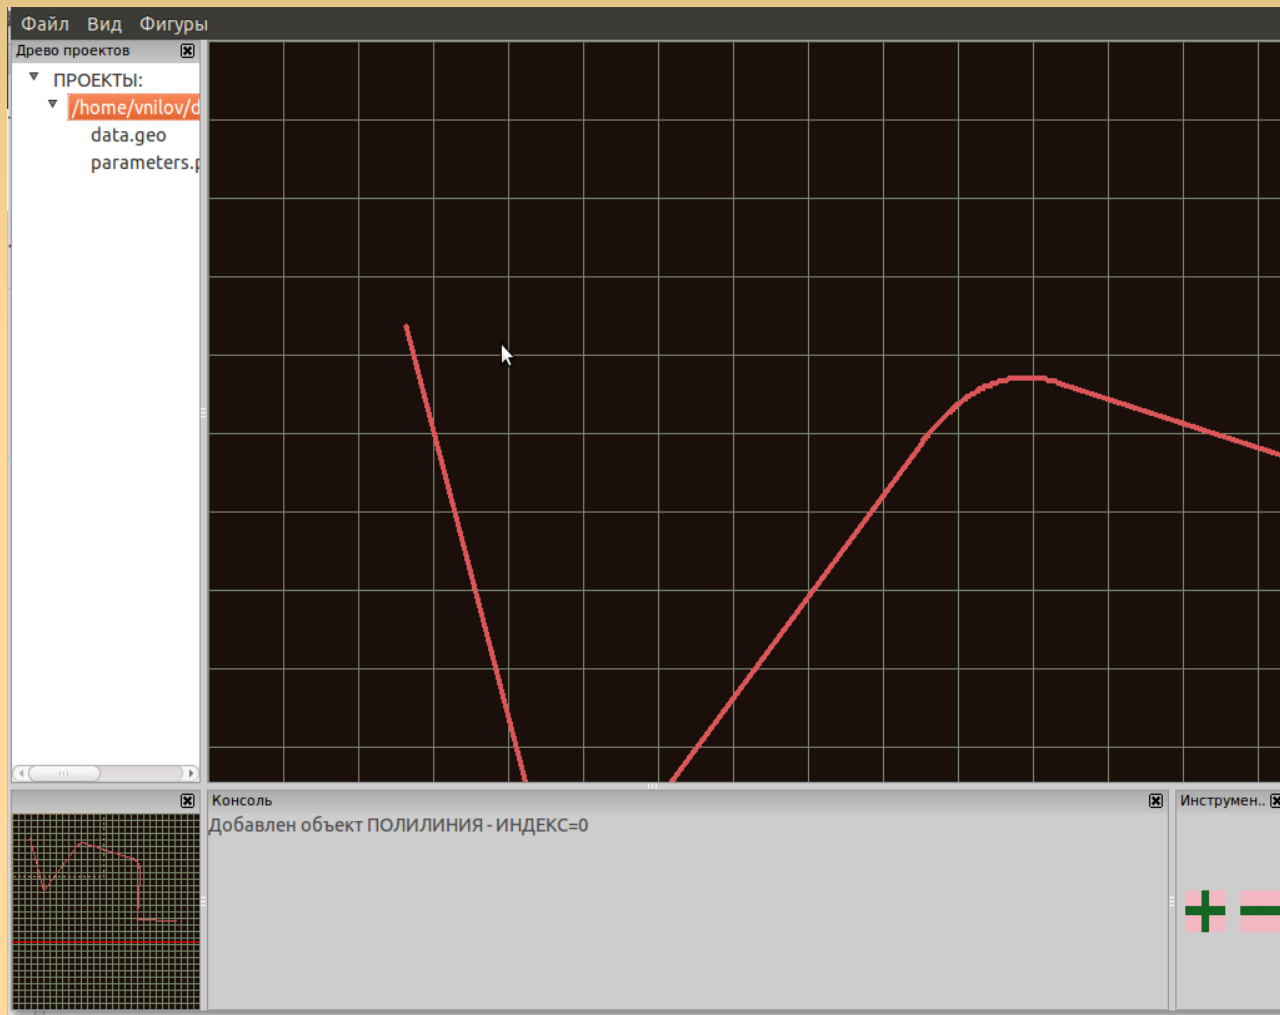 Файл Вид Фигуры
Древо проектов
ПРОЕКТЫ:
/home/vnilov/d
data.geo
parameters.p
Консоль
Добавлен объект ПОЛИЛИНИЯ - ИНДЕКС=0
Инструмен..